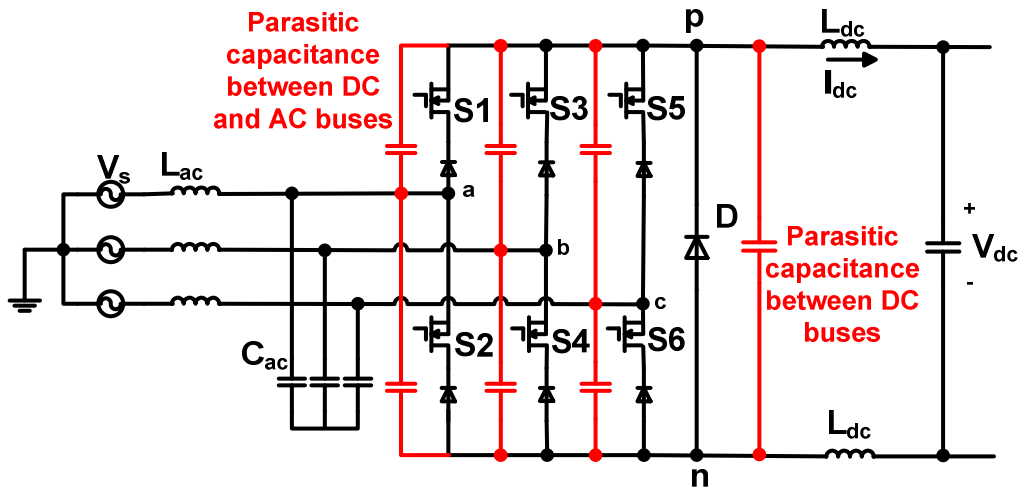 Parasitic
capacitance
between DC
and AC buses
p
Ldc
Idc
S1
S3
S5
Vs
Lac
a
b
c
D
Parasitic
capacitance
between DC
buses
+
Vdc
-
S2
S4
S6
Cac
Ldc
n